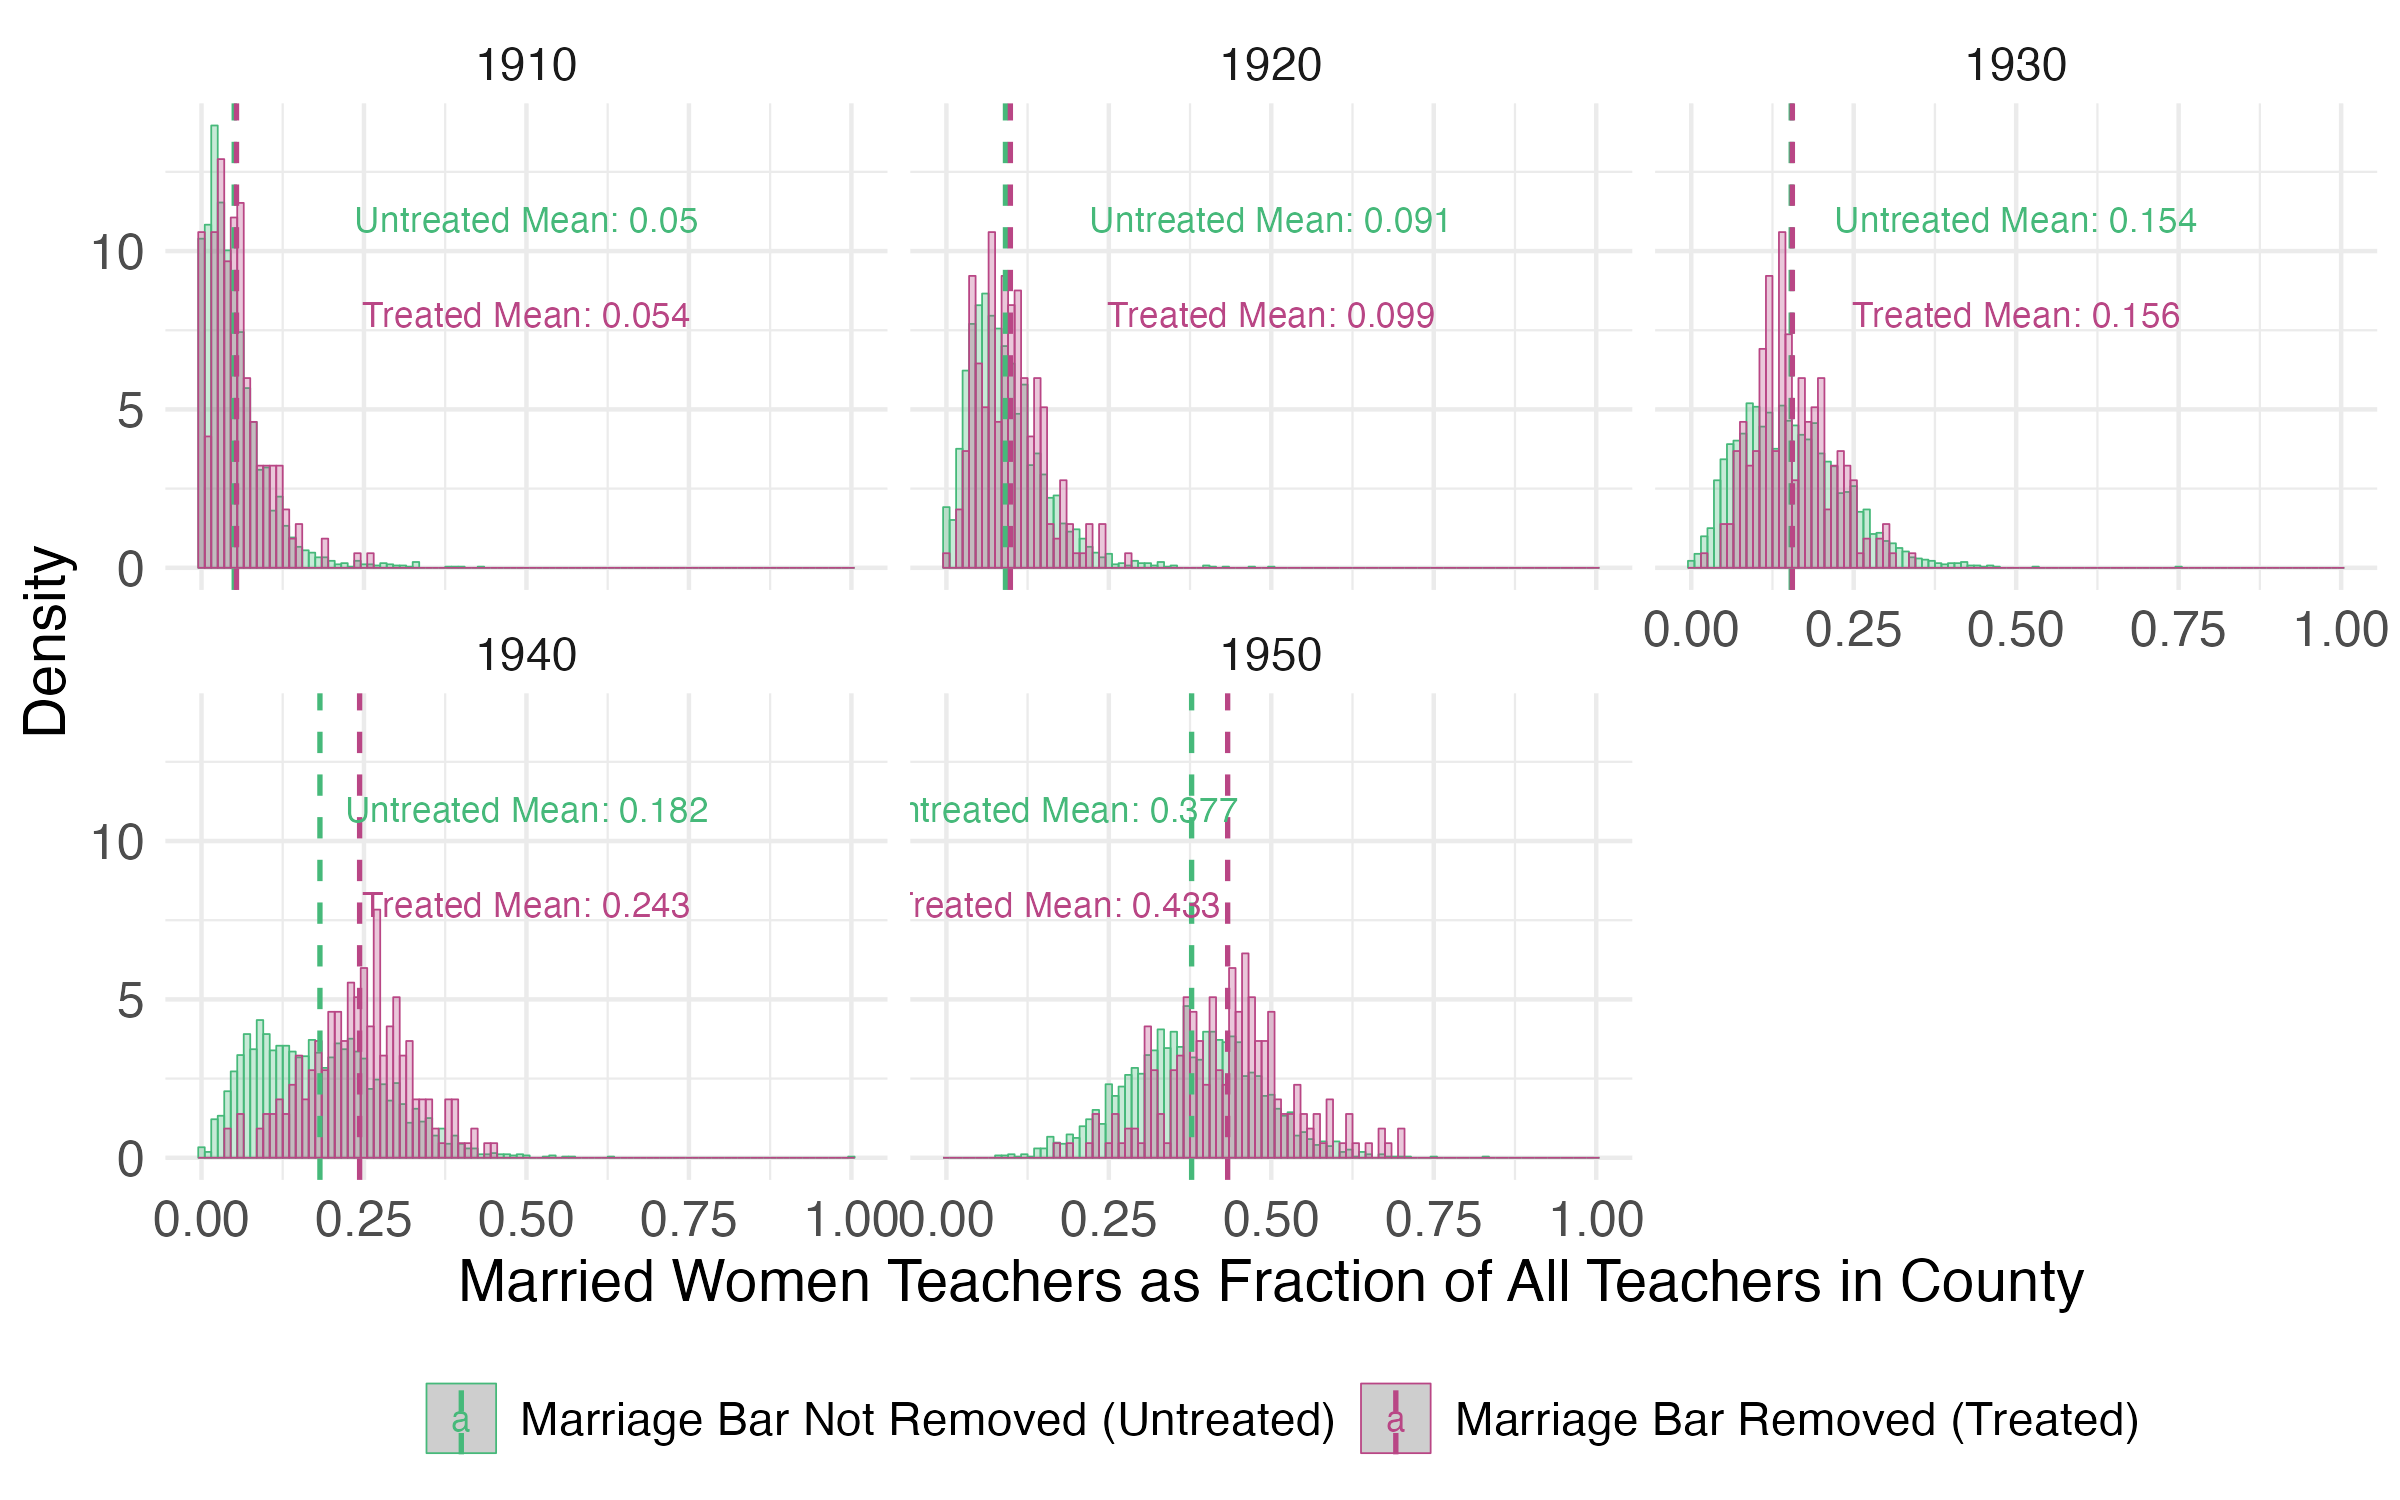 1910
1920
1930
Untreated Mean: 0.05
Treated Mean: 0.054
Untreated Mean: 0.091
Treated Mean: 0.099
Untreated Mean: 0.154
Treated Mean: 0.156
10
5
0
0.00 0.25 0.50 0.75 1.00
Density
1940
1950
Untreated Mean: 0.182
Treated Mean: 0.243
ntreated Mean: 0.377
Treated Mean: 0.433
10
5
0
0.00 0.25 0.50 0.75 1.00
0.00 0.25 0.50 0.75 1.00
Married Women Teachers as Fraction of All Teachers in County
a Marriage Bar Not Removed (Untreated)
a Marriage Bar Removed (Treated)